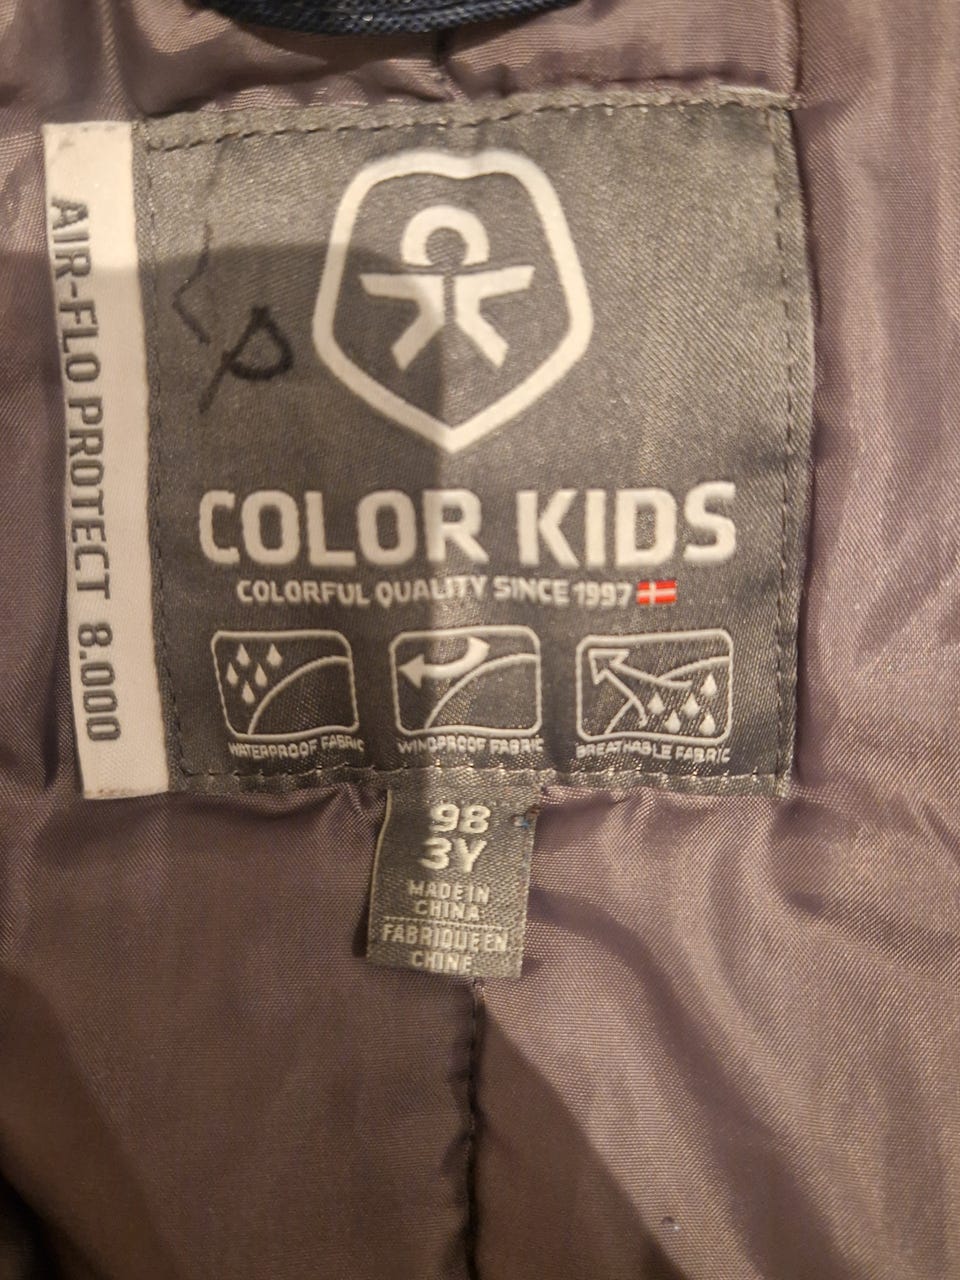 AIR-FLO PROTECT 8.000
COLOR KIDS
COLORFUL QUALITY SINCE 1997
WATERPROOF FABRIC
WINDPROOF FABRIC
BREATHABLE FABRIC
98
3Y
MADE IN
CHINA
FABRIQUE EN
CHINE